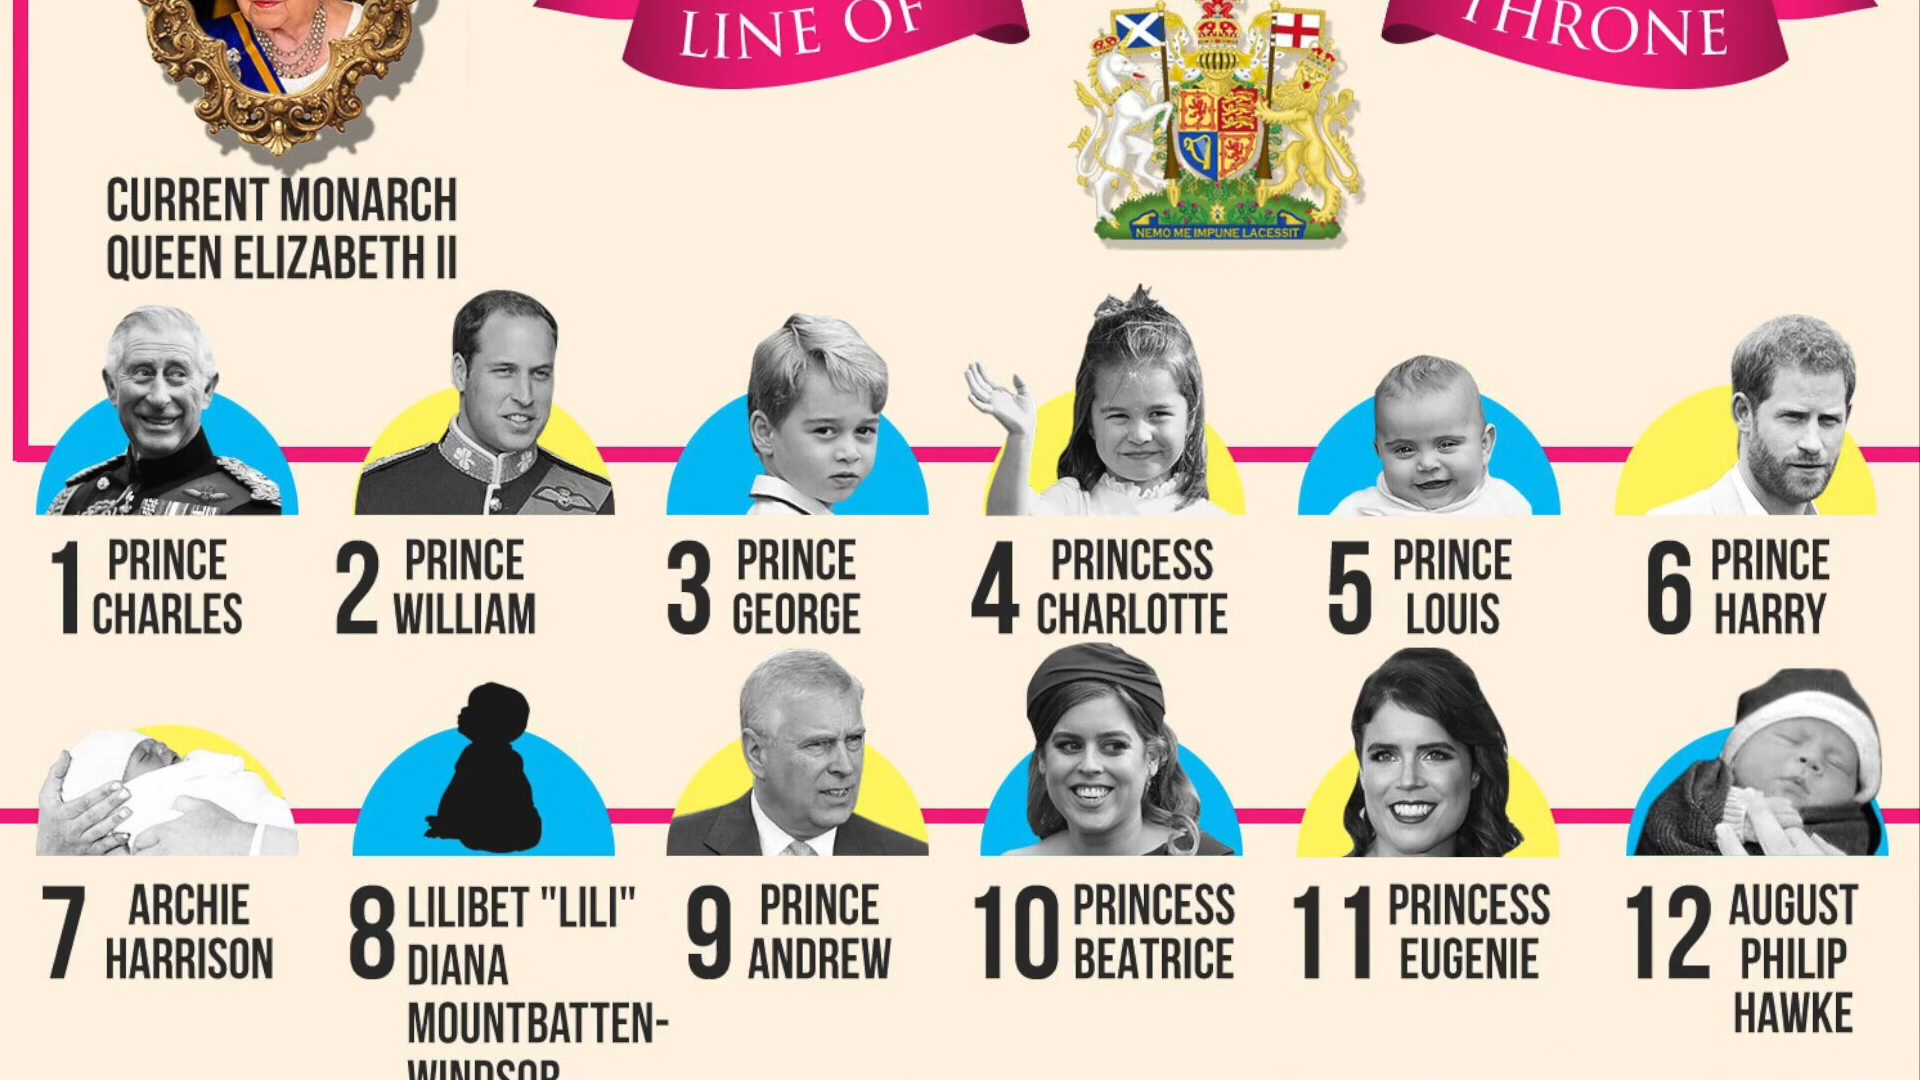 LINE OF
THRONE
NEMO ME IMPUNE LACESSIT
CURRENT MONARCH
QUEEN ELIZABETH II
1 PRINCE
CHARLES
2 PRINCE
WILLIAM
3 PRINCE
GEORGE
4 PRINCESS
CHARLOTTE
5 PRINCE
LOUIS
6 PRINCE
HARRY
7 ARCHIE
HARRISON
8 LILIBET "LILI"
DIANA
MOUNTBATTEN-
WINDSOR
9 PRINCE
ANDREW
10 PRINCESS
BEATRICE
11 PRINCESS
EUGENIE
12 AUGUST
PHILIP
HAWKE